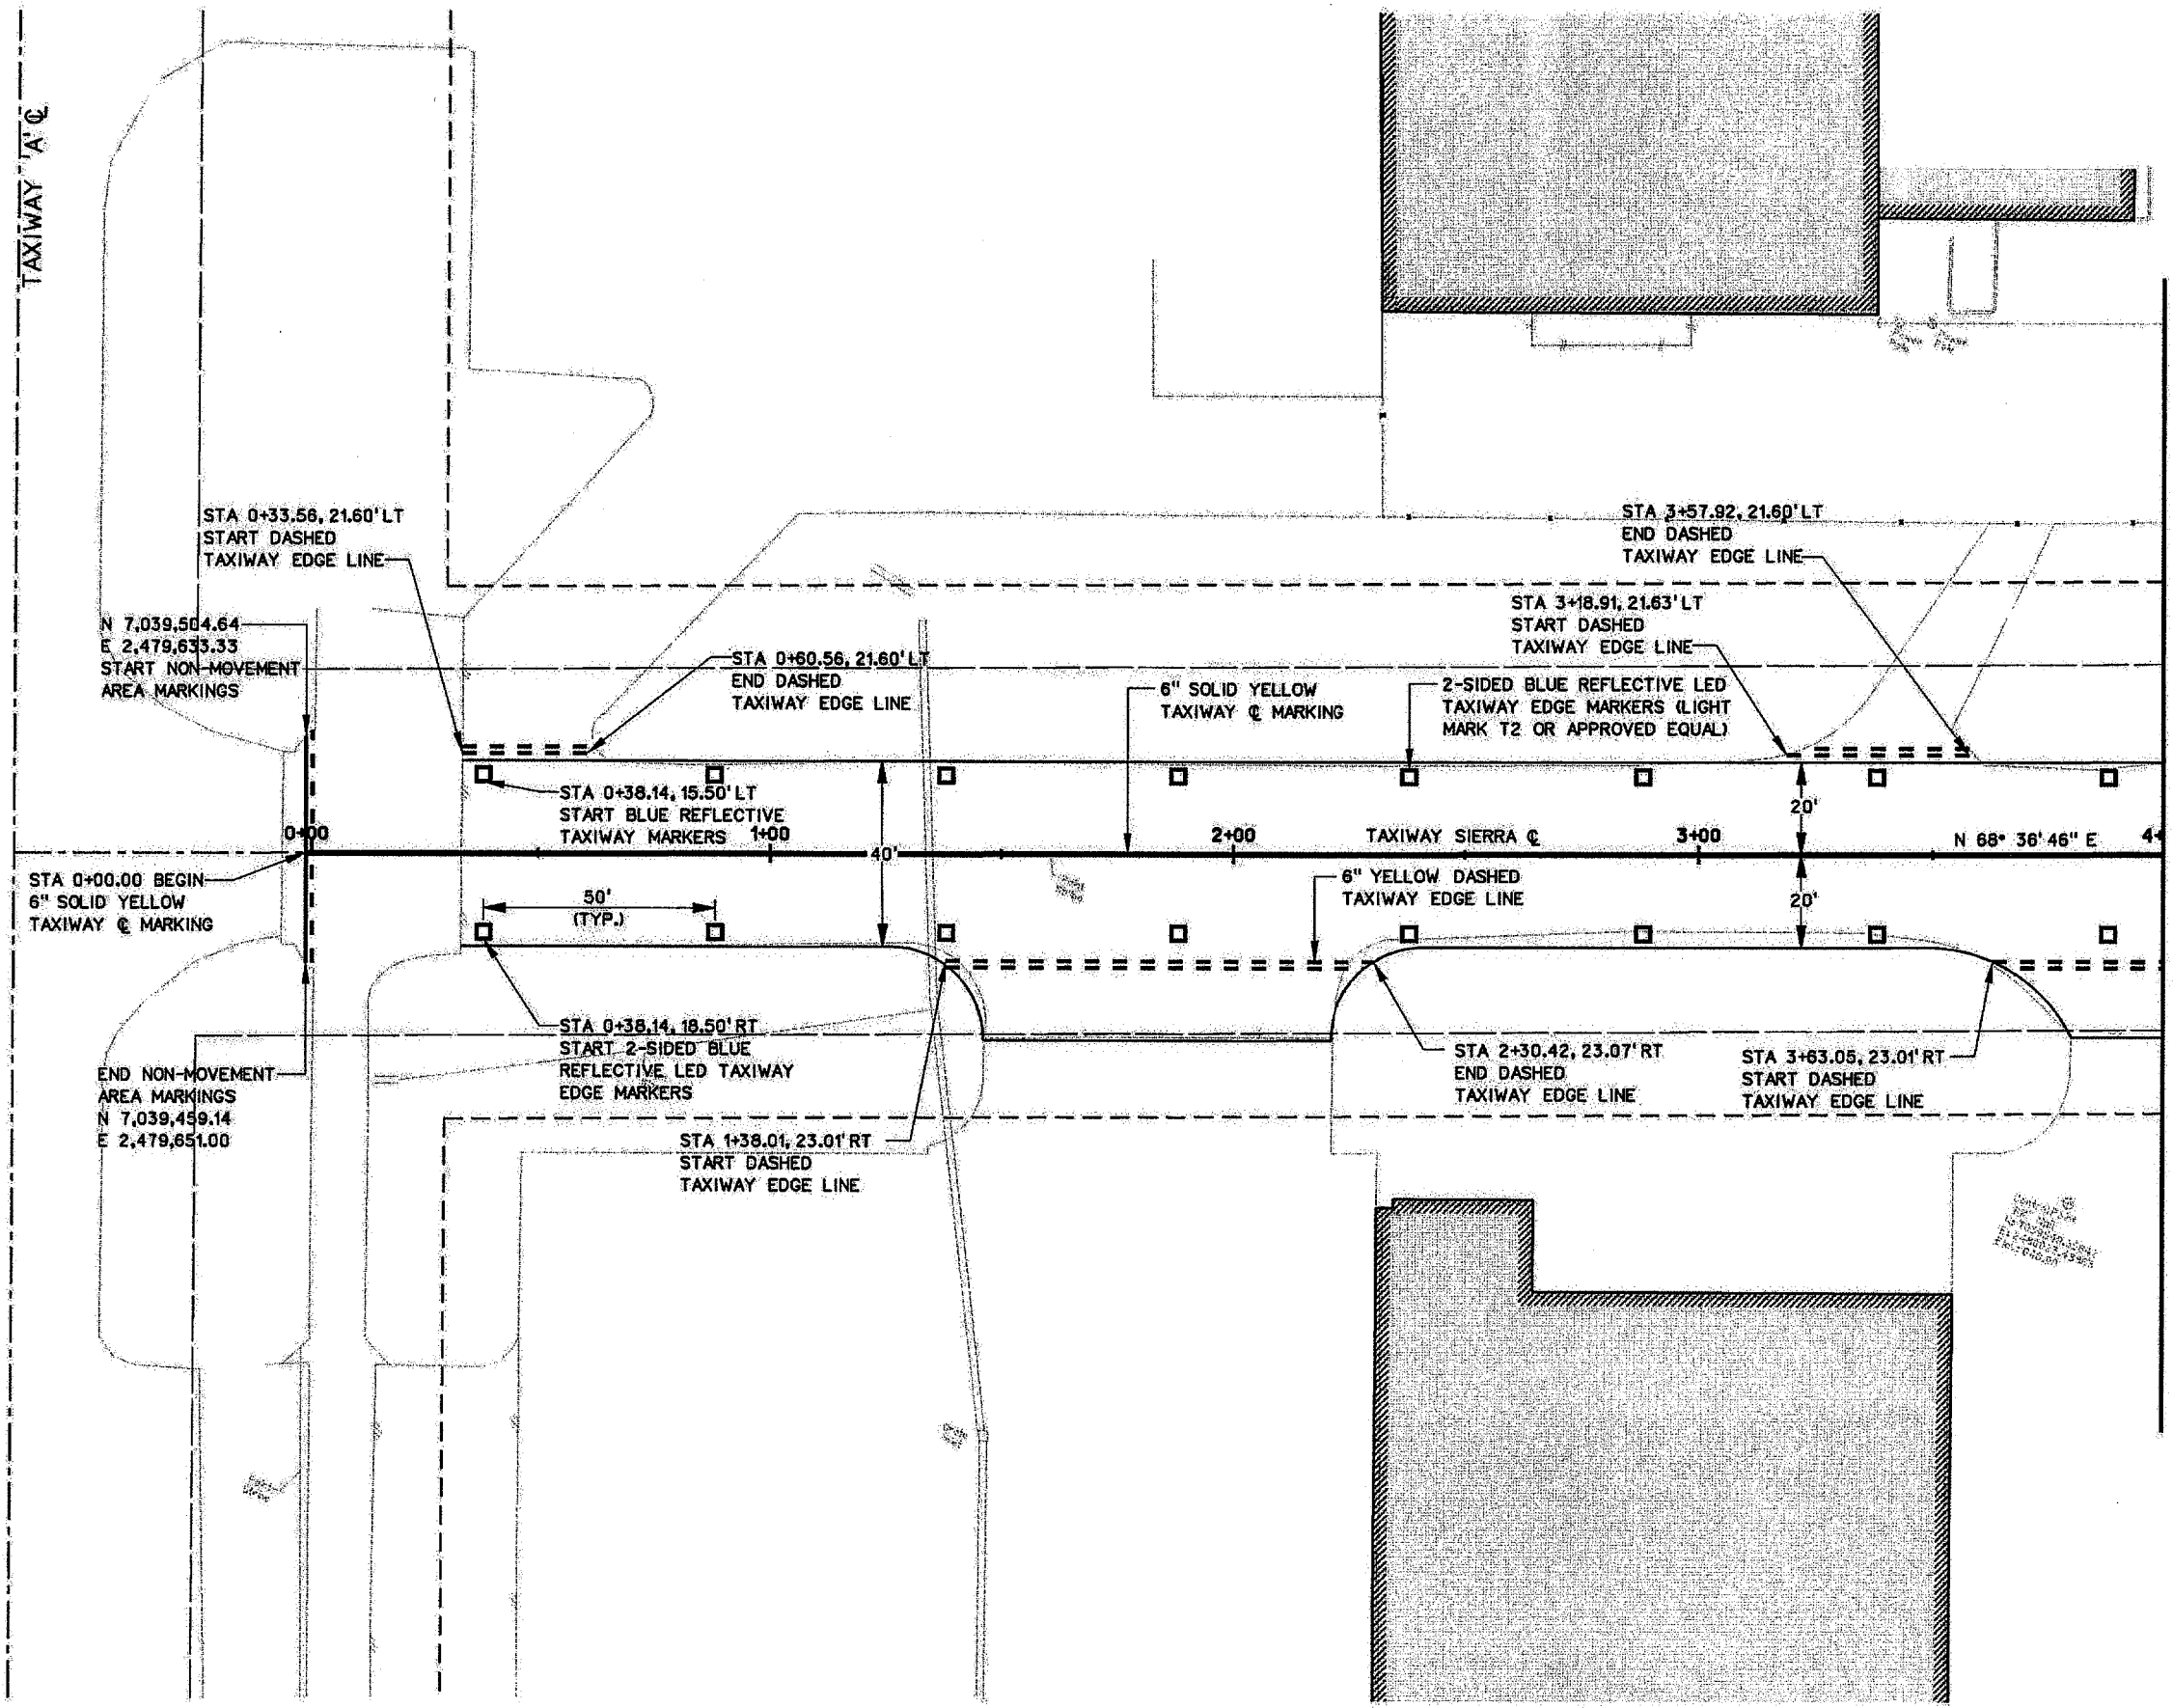 TAXIWAY 'A' ℄
STA 0+33.56, 21.60' LT
START DASHED
TAXIWAY EDGE LINE
STA 3+57.92, 21.60' LT
END DASHED
TAXIWAY EDGE LINE
N 7,039,504.64
E 2,479,633.33
START NON-MOVEMENT
AREA MARKINGS
STA 0+60.56, 21.60' LT
END DASHED
TAXIWAY EDGE LINE
6" SOLID YELLOW
TAXIWAY ℄ MARKING
STA 3+18.91, 21.63' LT
START DASHED
TAXIWAY EDGE LINE
2-SIDED BLUE REFLECTIVE LED
TAXIWAY EDGE MARKERS (LIGHT
MARK T2 OR APPROVED EQUAL)
STA 0+38.14, 15.50' LT
START BLUE REFLECTIVE
TAXIWAY MARKERS
20'
0+00
1+00
2+00
TAXIWAY SIERRA ℄
3+00
N 68° 36' 46" E
4+
40'
STA 0+00.00 BEGIN
6" SOLID YELLOW
TAXIWAY ℄ MARKING
50'
(TYP.)
6" YELLOW DASHED
TAXIWAY EDGE LINE
20'
STA 0+38.14, 18.50' RT
START 2-SIDED BLUE
REFLECTIVE LED TAXIWAY
EDGE MARKERS
END NON-MOVEMENT
AREA MARKINGS
N 7,039,459.14
E 2,479,651.00
STA 1+38.01, 23.01' RT
START DASHED
TAXIWAY EDGE LINE
STA 2+30.42, 23.07' RT
END DASHED
TAXIWAY EDGE LINE
STA 3+63.05, 23.01' RT
START DASHED
TAXIWAY EDGE LINE